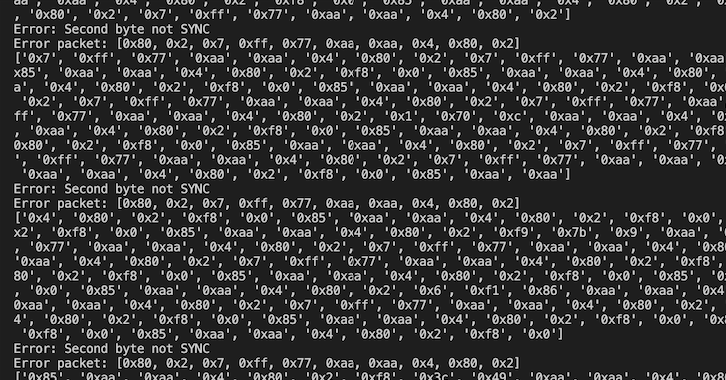 , '0x80', '0x2', '0x7', '0xff', '0x77', '0xaa', '0xaa', '0x4', '0x80', '0x2']
Error: Second byte not SYNC
Error packet: [0x80, 0x2, 0x7, 0xff, 0x77, 0xaa, 0xaa, 0x4, 0x80, 0x2]
['0x7', '0xff', '0x77', '0xaa', '0xaa', '0x4', '0x80', '0x2', '0x7', '0xff', '0x77', '0xaa', '0xa
x85', '0xaa', '0xaa', '0x4', '0x80', '0x2', '0xf8', '0x0', '0x85', '0xaa', '0xaa', '0x4', '0x80',
a', '0x4', '0x80', '0x2', '0xf8', '0x0', '0x85', '0xaa', '0xaa', '0x4', '0x80', '0x2', '0xf8', '0x
, '0x2', '0x7', '0xff', '0x77', '0xaa', '0xaa', '0x4', '0x80', '0x2', '0x7', '0xff', '0x77', '0xaa
ff', '0x77', '0xaa', '0xaa', '0x4', '0x80', '0x2', '0x1', '0x70', '0xc', '0xaa', '0xaa', '0x4', '0
, '0xaa', '0x4', '0x80', '0x2', '0xf8', '0x0', '0x85', '0xaa', '0xaa', '0x4', '0x80', '0x2', '0xf8
0x80', '0x2', '0xf8', '0x0', '0x85', '0xaa', '0xaa', '0x4', '0x80', '0x2', '0x7', '0xff', '0x77',
, '0xff', '0x77', '0xaa', '0xaa', '0x4', '0x80', '0x2', '0x7', '0xff', '0x77', '0xaa', '0xaa', '0x
'0xaa', '0xaa', '0x4', '0x80', '0x2', '0xf8', '0x0', '0x85', '0xaa', '0xaa']
Error: Second byte not SYNC
Error packet: [0x80, 0x2, 0x7, 0xff, 0x77, 0xaa, 0xaa, 0x4, 0x80, 0x2]
['0x4', '0x80', '0x2', '0xf8', '0x0', '0x85', '0xaa', '0xaa', '0x4', '0x80', '0x2', '0xf8', '0x0',
x2', '0xf8', '0x0', '0x85', '0xaa', '0xaa', '0x4', '0x80', '0x2', '0xf9', '0x7b', '0x9', '0xaa', '
, '0x77', '0xaa', '0xaa', '0x4', '0x80', '0x2', '0x7', '0xff', '0x77', '0xaa', '0xaa', '0x4', '0x8
0xaa', '0x4', '0x80', '0x2', '0x7', '0xff', '0x77', '0xaa', '0xaa', '0x4', '0x80', '0x2', '0xf8',
80', '0x2', '0xf8', '0x0', '0x85', '0xaa', '0xaa', '0x4', '0x80', '0x2', '0xf8', '0x0', '0x85', '0
, '0x0', '0x85', '0xaa', '0xaa', '0x4', '0x80', '0x2', '0x6', '0xf1', '0x86', '0xaa', '0xaa', '0x4
0xaa', '0x4', '0x80', '0x2', '0x7', '0xff', '0x77', '0xaa', '0xaa', '0x4', '0x80', '0x2',
4', '0x80', '0x2', '0xf8', '0x0', '0x85', '0xaa', '0xaa', '0x4', '0x80', '0x2', '0xf8', '0x0', '0x
'0xf8', '0x0', '0x85', '0xaa', '0xaa', '0x4', '0x80', '0x2', '0xf8', '0x0']
Error: Second byte not SYNC
Error packet: [0x80, 0x2, 0x7, 0xff, 0x77, 0xaa, 0xaa, 0x4, 0x80, 0x2]
['0x85', '0xaa', '0xaa', '0x4', '0x80', '0x2', '0xf8', '0x3c', '0x49', '0xaa', '0xaa', '0x4', '0x8